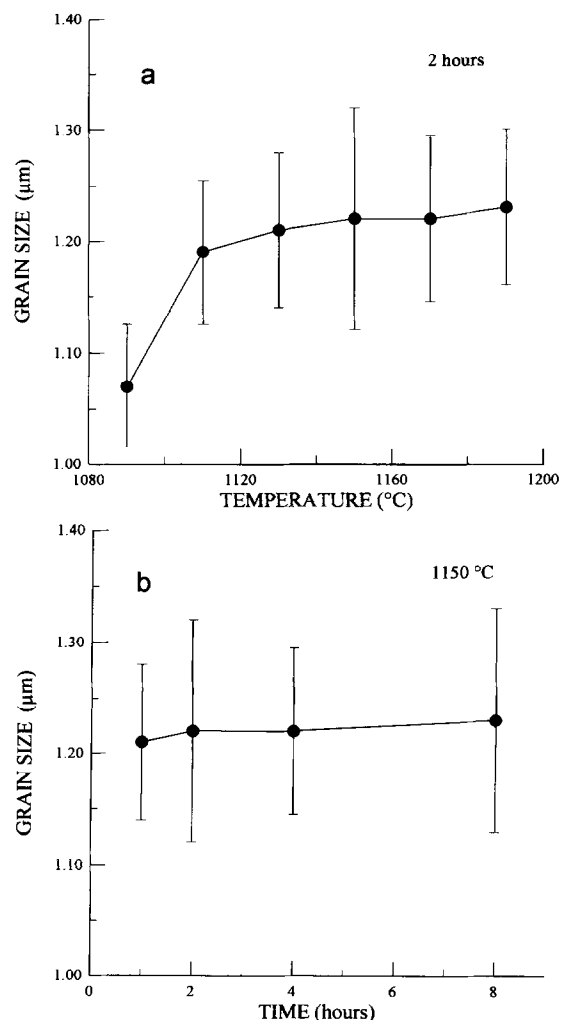 1.40
a
2 hours
1.30
1.20
1.10
1.00
GRAIN SIZE (μm)
1080
1120
1160
1200
TEMPERATURE (°C)
1.40
b
1150 °C
1.30
1.20
1.10
1.00
GRAIN SIZE (μm)
0
2
4
6
8
TIME (hours)